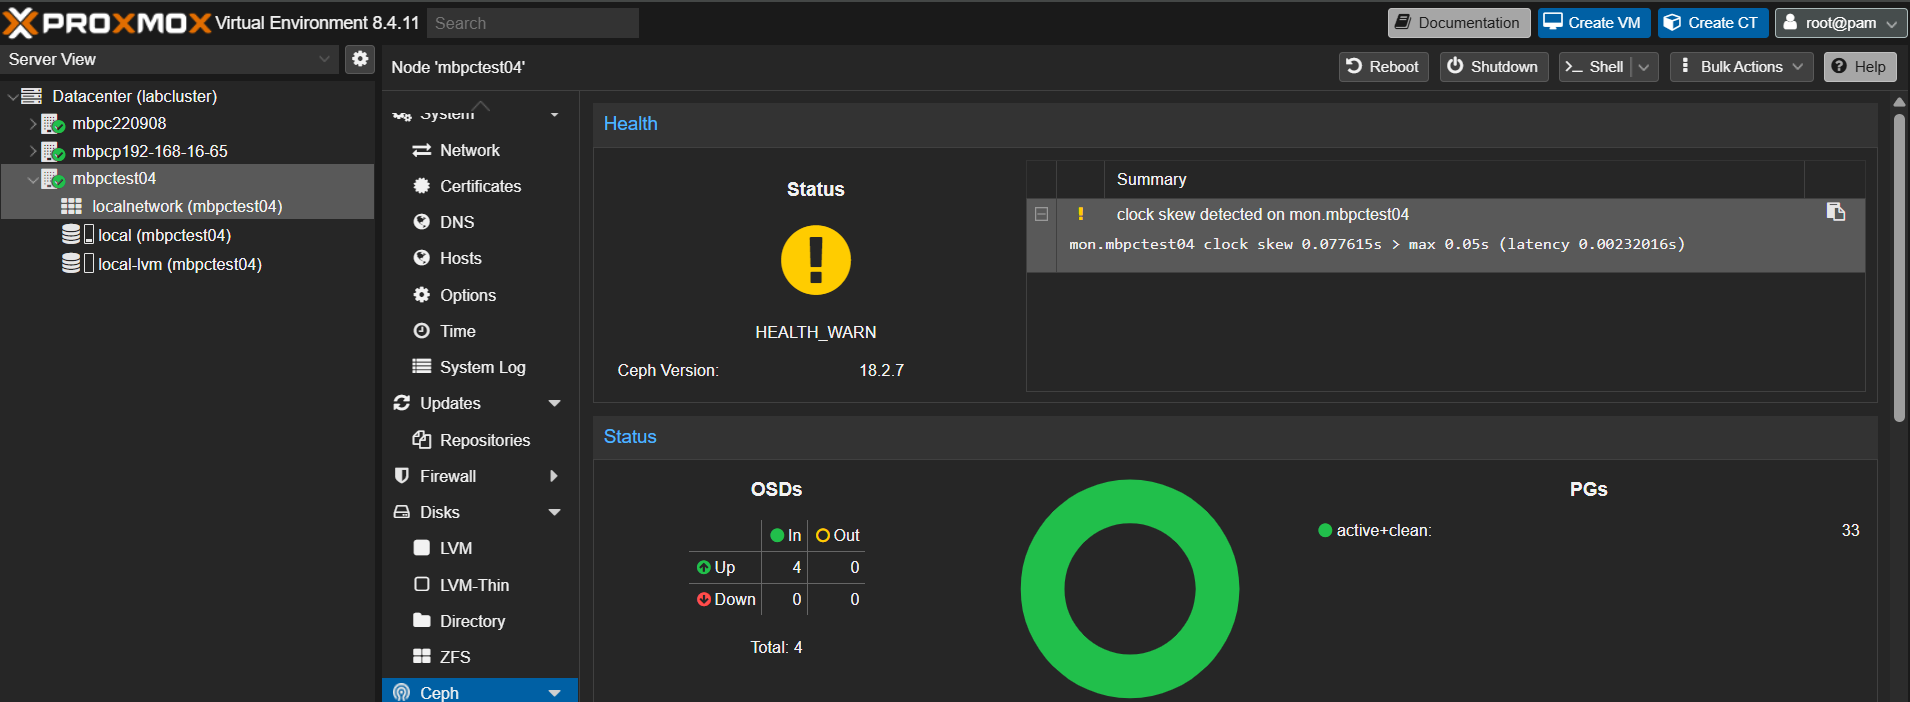 PROXMOX Virtual Environment 8.4.11 Search Documentation Create VM Create CT root@pam
Server View
Node 'mbpctest04' Reboot Shutdown >_ Shell Bulk Actions Help
Datacenter (labcluster)
mbpc220908
mbpcp192-168-16-65
mbpctest04
localnetwork (mbpctest04)
local (mbpctest04)
local-lvm (mbpctest04)
System
Network
Certificates
DNS
Hosts
Options
Time
System Log
Updates
Repositories
Firewall
Disks
LVM
LVM-Thin
Directory
ZFS
Ceph
Health
Status
HEALTH_WARN
Ceph Version: 18.2.7
Summary
clock skew detected on mon.mbpctest04
mon.mbpctest04 clock skew 0.077615s > max 0.05s (latency 0.00232016s)
Status
OSDs
In Out
Up 4 0
Down 0 0
Total: 4
PGs
active+clean: 33